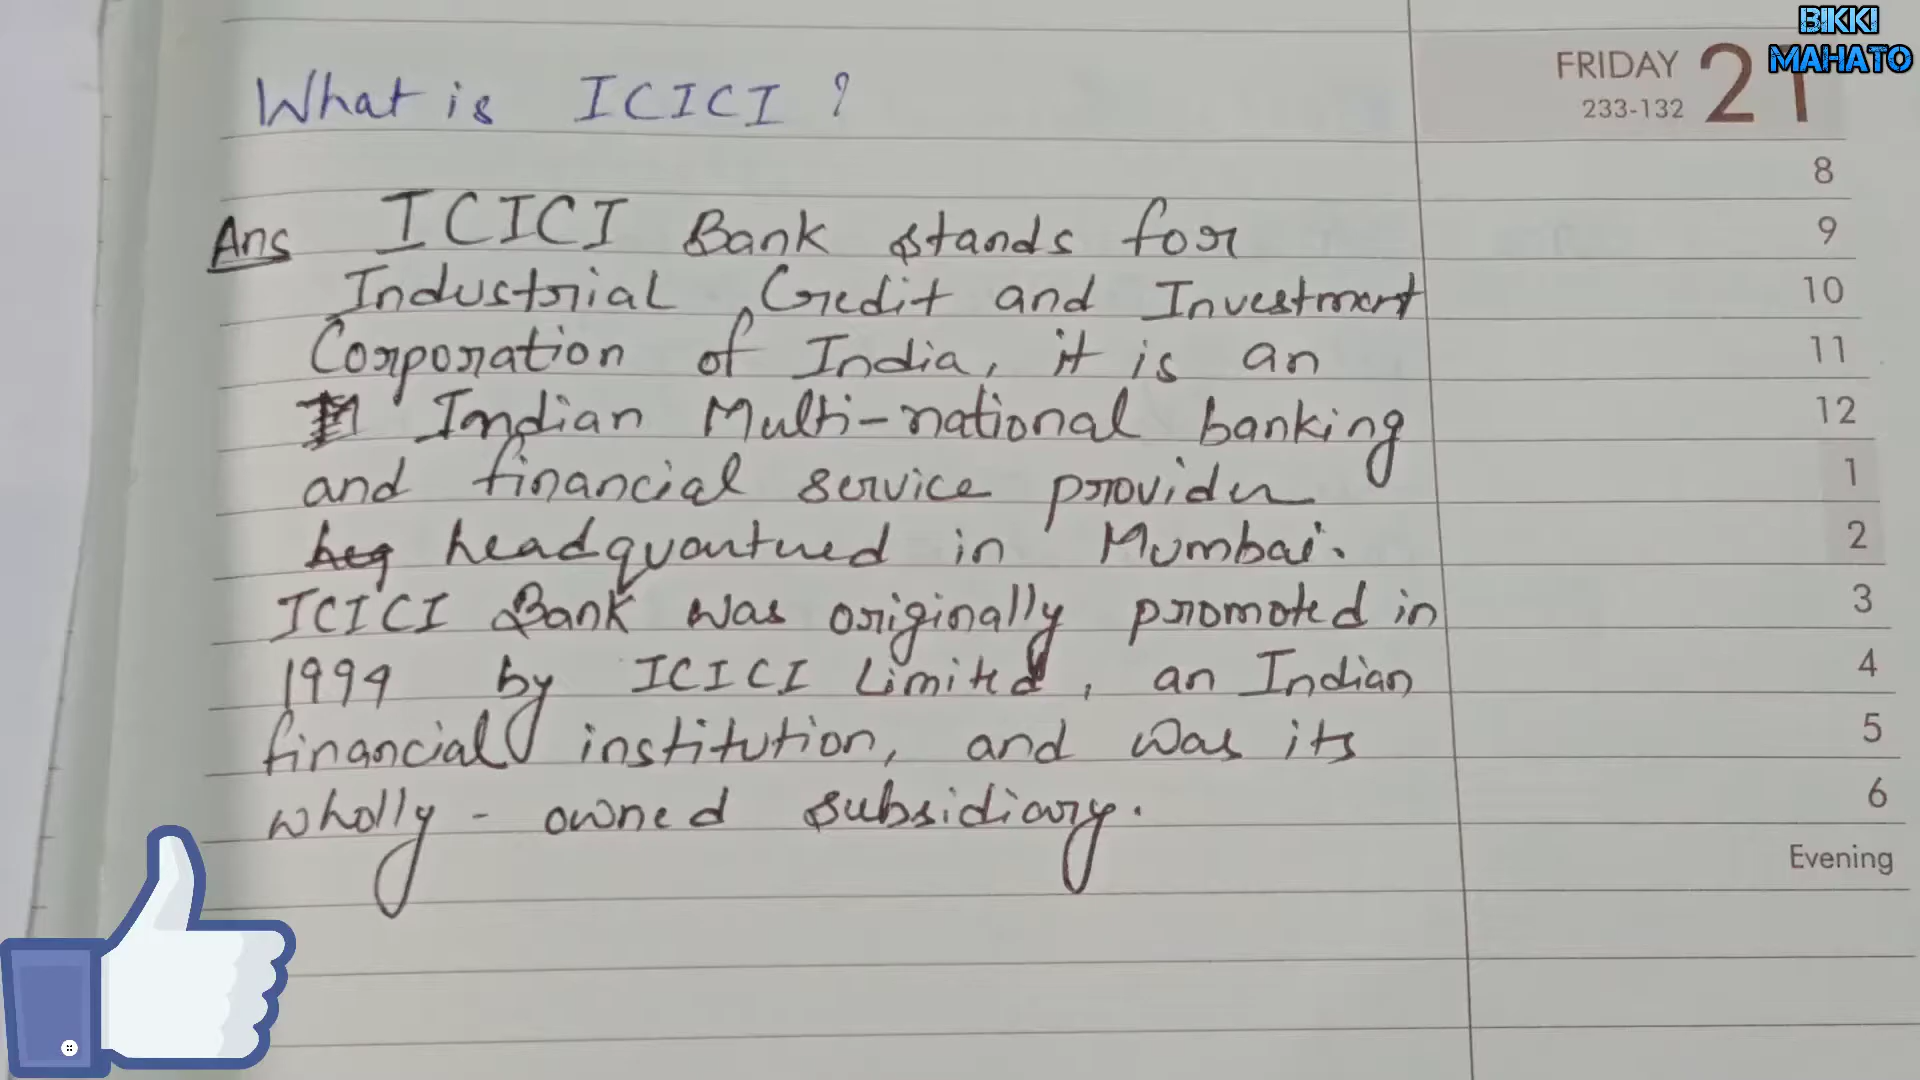 BIKKI
MAHATO
FRIDAY 21
233-132
What is ICICI ?
8
Ans ICICI Bank stands for
9
Industrial Credit and Investment
10
Corporation of India, it is an
11
Indian Multi-national banking
12
and financial service provider
1
heq headquartered in Mumbai.
2
ICICI Bank was originally promoted in
3
1994 by ICICI Limited, an Indian
4
financial institution, and was its
5
wholly - owned subsidiary.
6
Evening